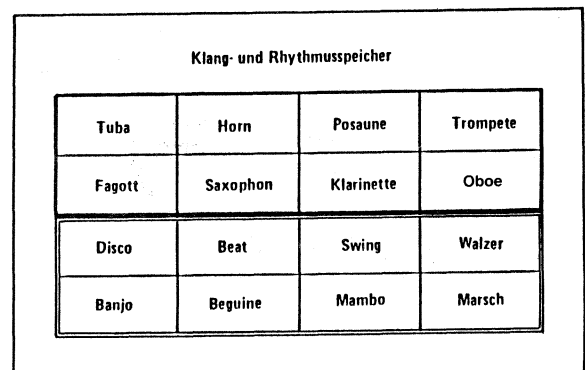 Klang- und Rhythmusspeicher
Tuba Horn Posaune Trompete
Fagott Saxophon Klarinette Oboe
Disco Beat Swing Walzer
Banjo Beguine Mambo Marsch